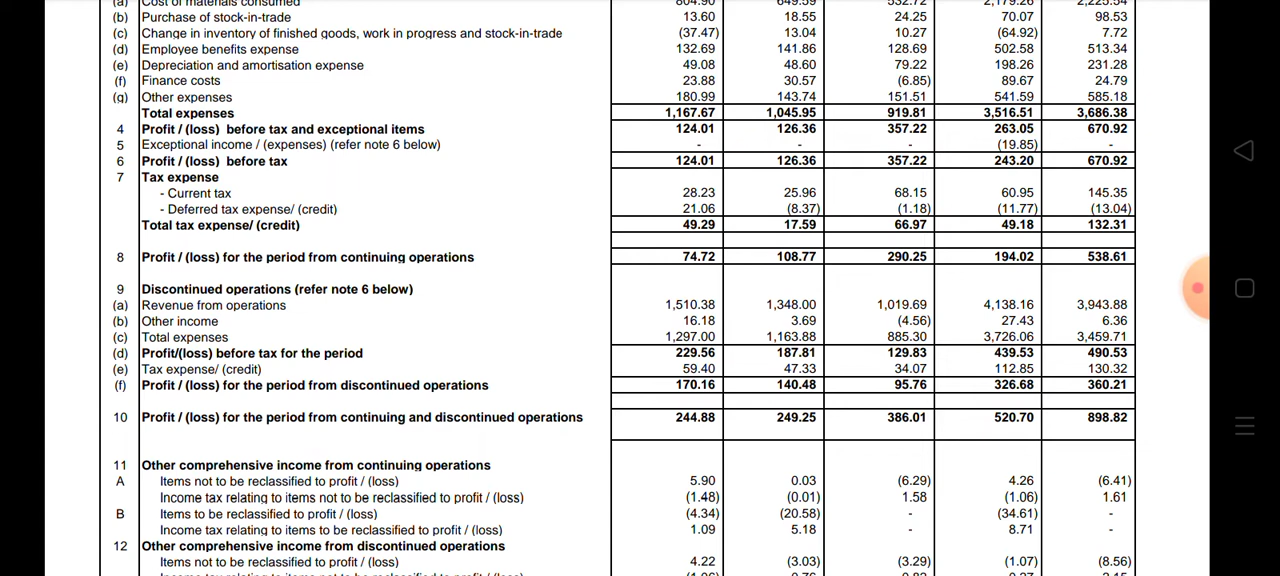 (a) Cost of materials consumed 804.90 649.59 532.72 2,179.26 2,225.54
(b) Purchase of stock-in-trade 13.60 18.55 24.25 70.07 98.53
(c) Change in inventory of finished goods, work in progress and stock-in-trade (37.47) 13.04 10.27 (64.92) 7.72
(d) Employee benefits expense 132.69 141.86 128.69 502.58 513.34
(e) Depreciation and amortisation expense 49.08 48.60 79.22 198.26 231.28
(f) Finance costs 23.88 30.57 (6.85) 89.67 24.79
(g) Other expenses 180.99 143.74 151.51 541.59 585.18
Total expenses 1,167.67 1,045.95 919.81 3,516.51 3,686.38
4 Profit / (loss) before tax and exceptional items 124.01 126.36 357.22 263.05 670.92
5 Exceptional income / (expenses) (refer note 6 below) - - - (19.85) -
6 Profit / (loss) before tax 124.01 126.36 357.22 243.20 670.92
7 Tax expense
- Current tax 28.23 25.96 68.15 60.95 145.35
- Deferred tax expense/ (credit) 21.06 (8.37) (1.18) (11.77) (13.04)
Total tax expense/ (credit) 49.29 17.59 66.97 49.18 132.31
8 Profit / (loss) for the period from continuing operations 74.72 108.77 290.25 194.02 538.61
9 Discontinued operations (refer note 6 below)
(a) Revenue from operations 1,510.38 1,348.00 1,019.69 4,138.16 3,943.88
(b) Other income 16.18 3.69 (4.56) 27.43 6.36
(c) Total expenses 1,297.00 1,163.88 885.30 3,726.06 3,459.71
(d) Profit/(loss) before tax for the period 229.56 187.81 129.83 439.53 490.53
(e) Tax expense/ (credit) 59.40 47.33 34.07 112.85 130.32
(f) Profit / (loss) for the period from discontinued operations 170.16 140.48 95.76 326.68 360.21
10 Profit / (loss) for the period from continuing and discontinued operations 244.88 249.25 386.01 520.70 898.82
11 Other comprehensive income from continuing operations
A Items not to be reclassified to profit / (loss) 5.90 0.03 (6.29) 4.26 (6.41)
Income tax relating to items not to be reclassified to profit / (loss) (1.48) (0.01) 1.58 (1.06) 1.61
B Items to be reclassified to profit / (loss) (4.34) (20.58) - (34.61) -
Income tax relating to items to be reclassified to profit / (loss) 1.09 5.18 - 8.71 -
12 Other comprehensive income from discontinued operations
Items not to be reclassified to profit / (loss) 4.22 (3.03) (3.29) (1.07) (8.56)